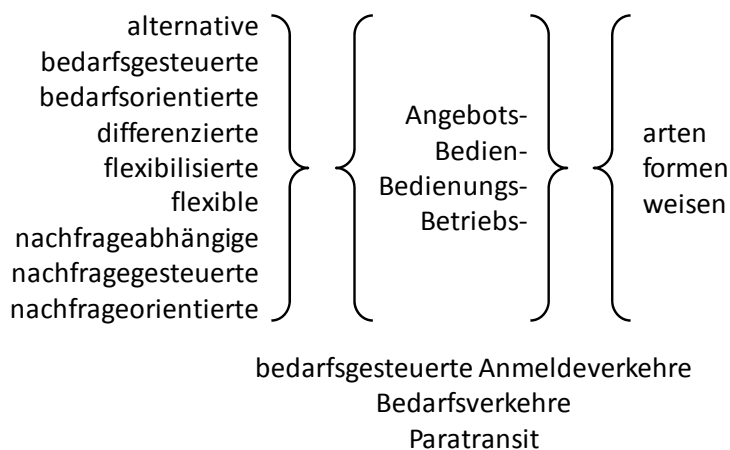 alternative
bedarfsgesteuerte
bedarfsorientierte
differenzierte
flexibilisierte
flexible
nachfrageabhängige
nachfragegesteuerte
nachfrageorientierte
Angebots-
Bedien-
Bedienungs-
Betriebs-
arten
formen
weisen
bedarfsgesteuerte Anmeldeverkehre
Bedarfsverkehre
Paratransit